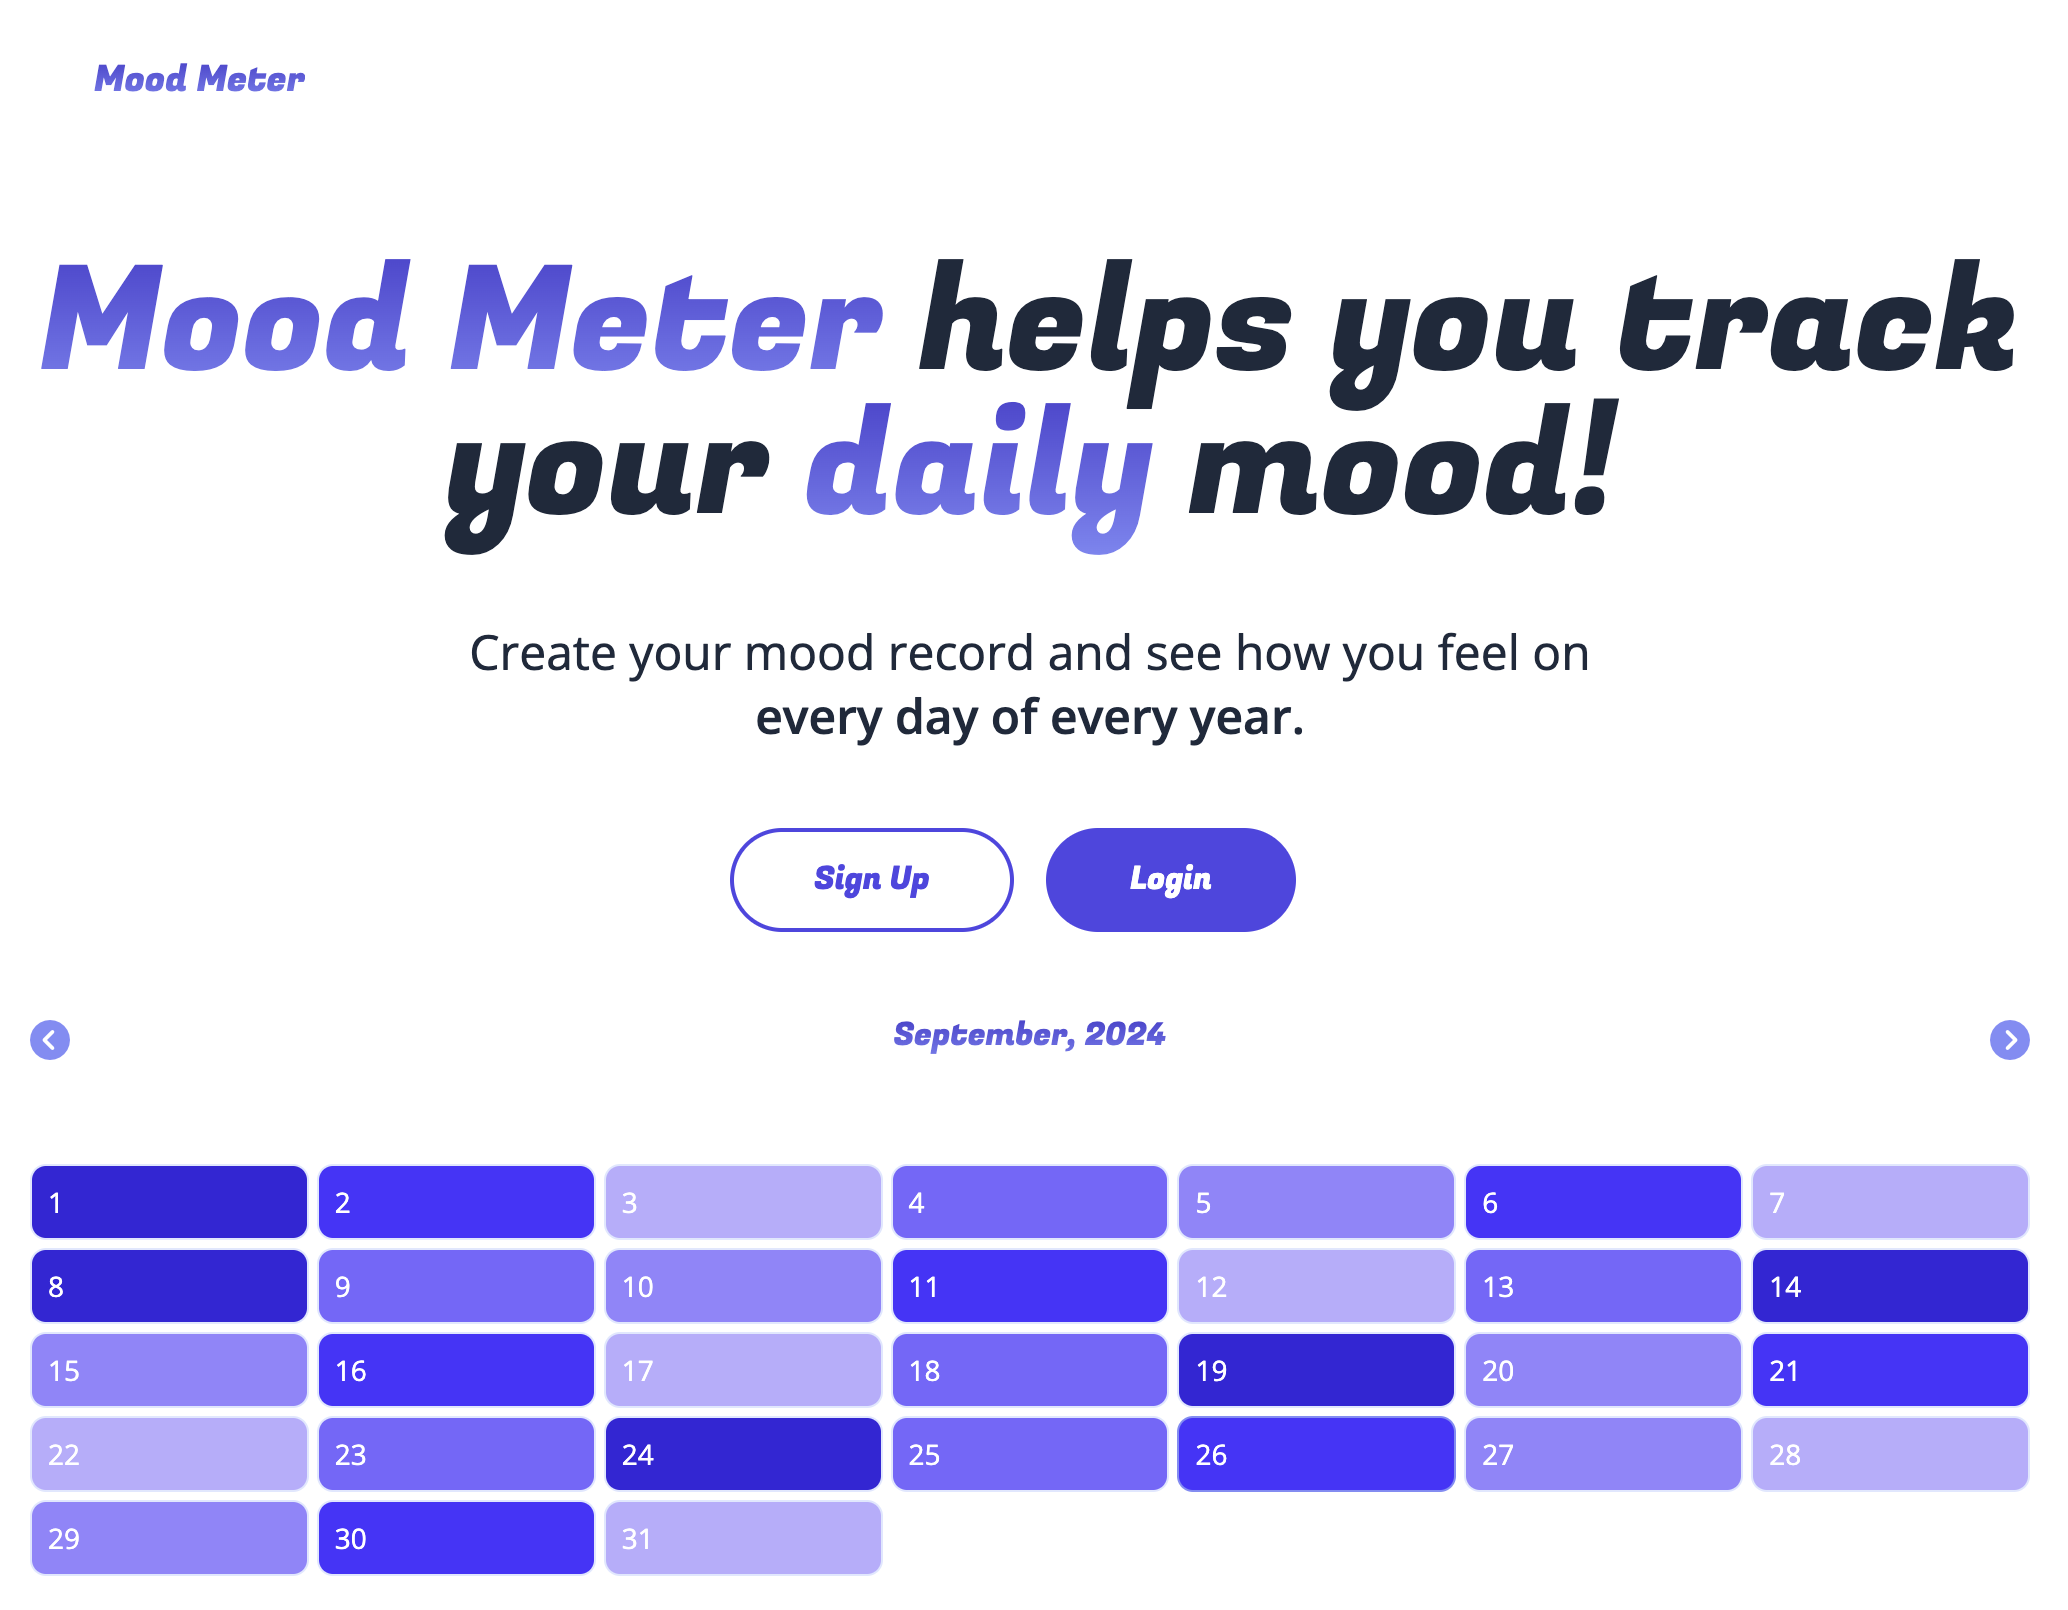 Mood Meter
Mood Meter helps you track
your daily mood!
Create your mood record and see how you feel on
every day of every year.
Sign Up Login
September, 2024
1 2 3 4 5 6 7
8 9 10 11 12 13 14
15 16 17 18 19 20 21
22 23 24 25 26 27 28
29 30 31